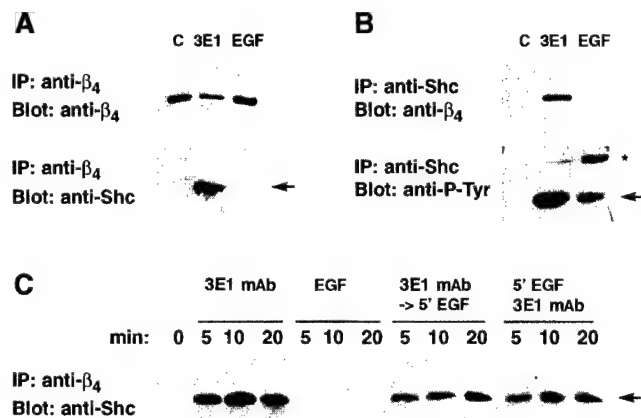 A
C 3E1 EGF
IP: anti-β₄
Blot: anti-β₄
IP: anti-β₄
Blot: anti-Shc
B
C 3E1 EGF
IP: anti-Shc
Blot: anti-β₄
IP: anti-Shc
Blot: anti-P-Tyr
*
C
3E1 mAb
EGF
3E1 mAb
-> 5' EGF
5' EGF
3E1 mAb
min: 0 5 10 20 5 10 20 5 10 20 5 10 20
IP: anti-β₄
Blot: anti-Shc